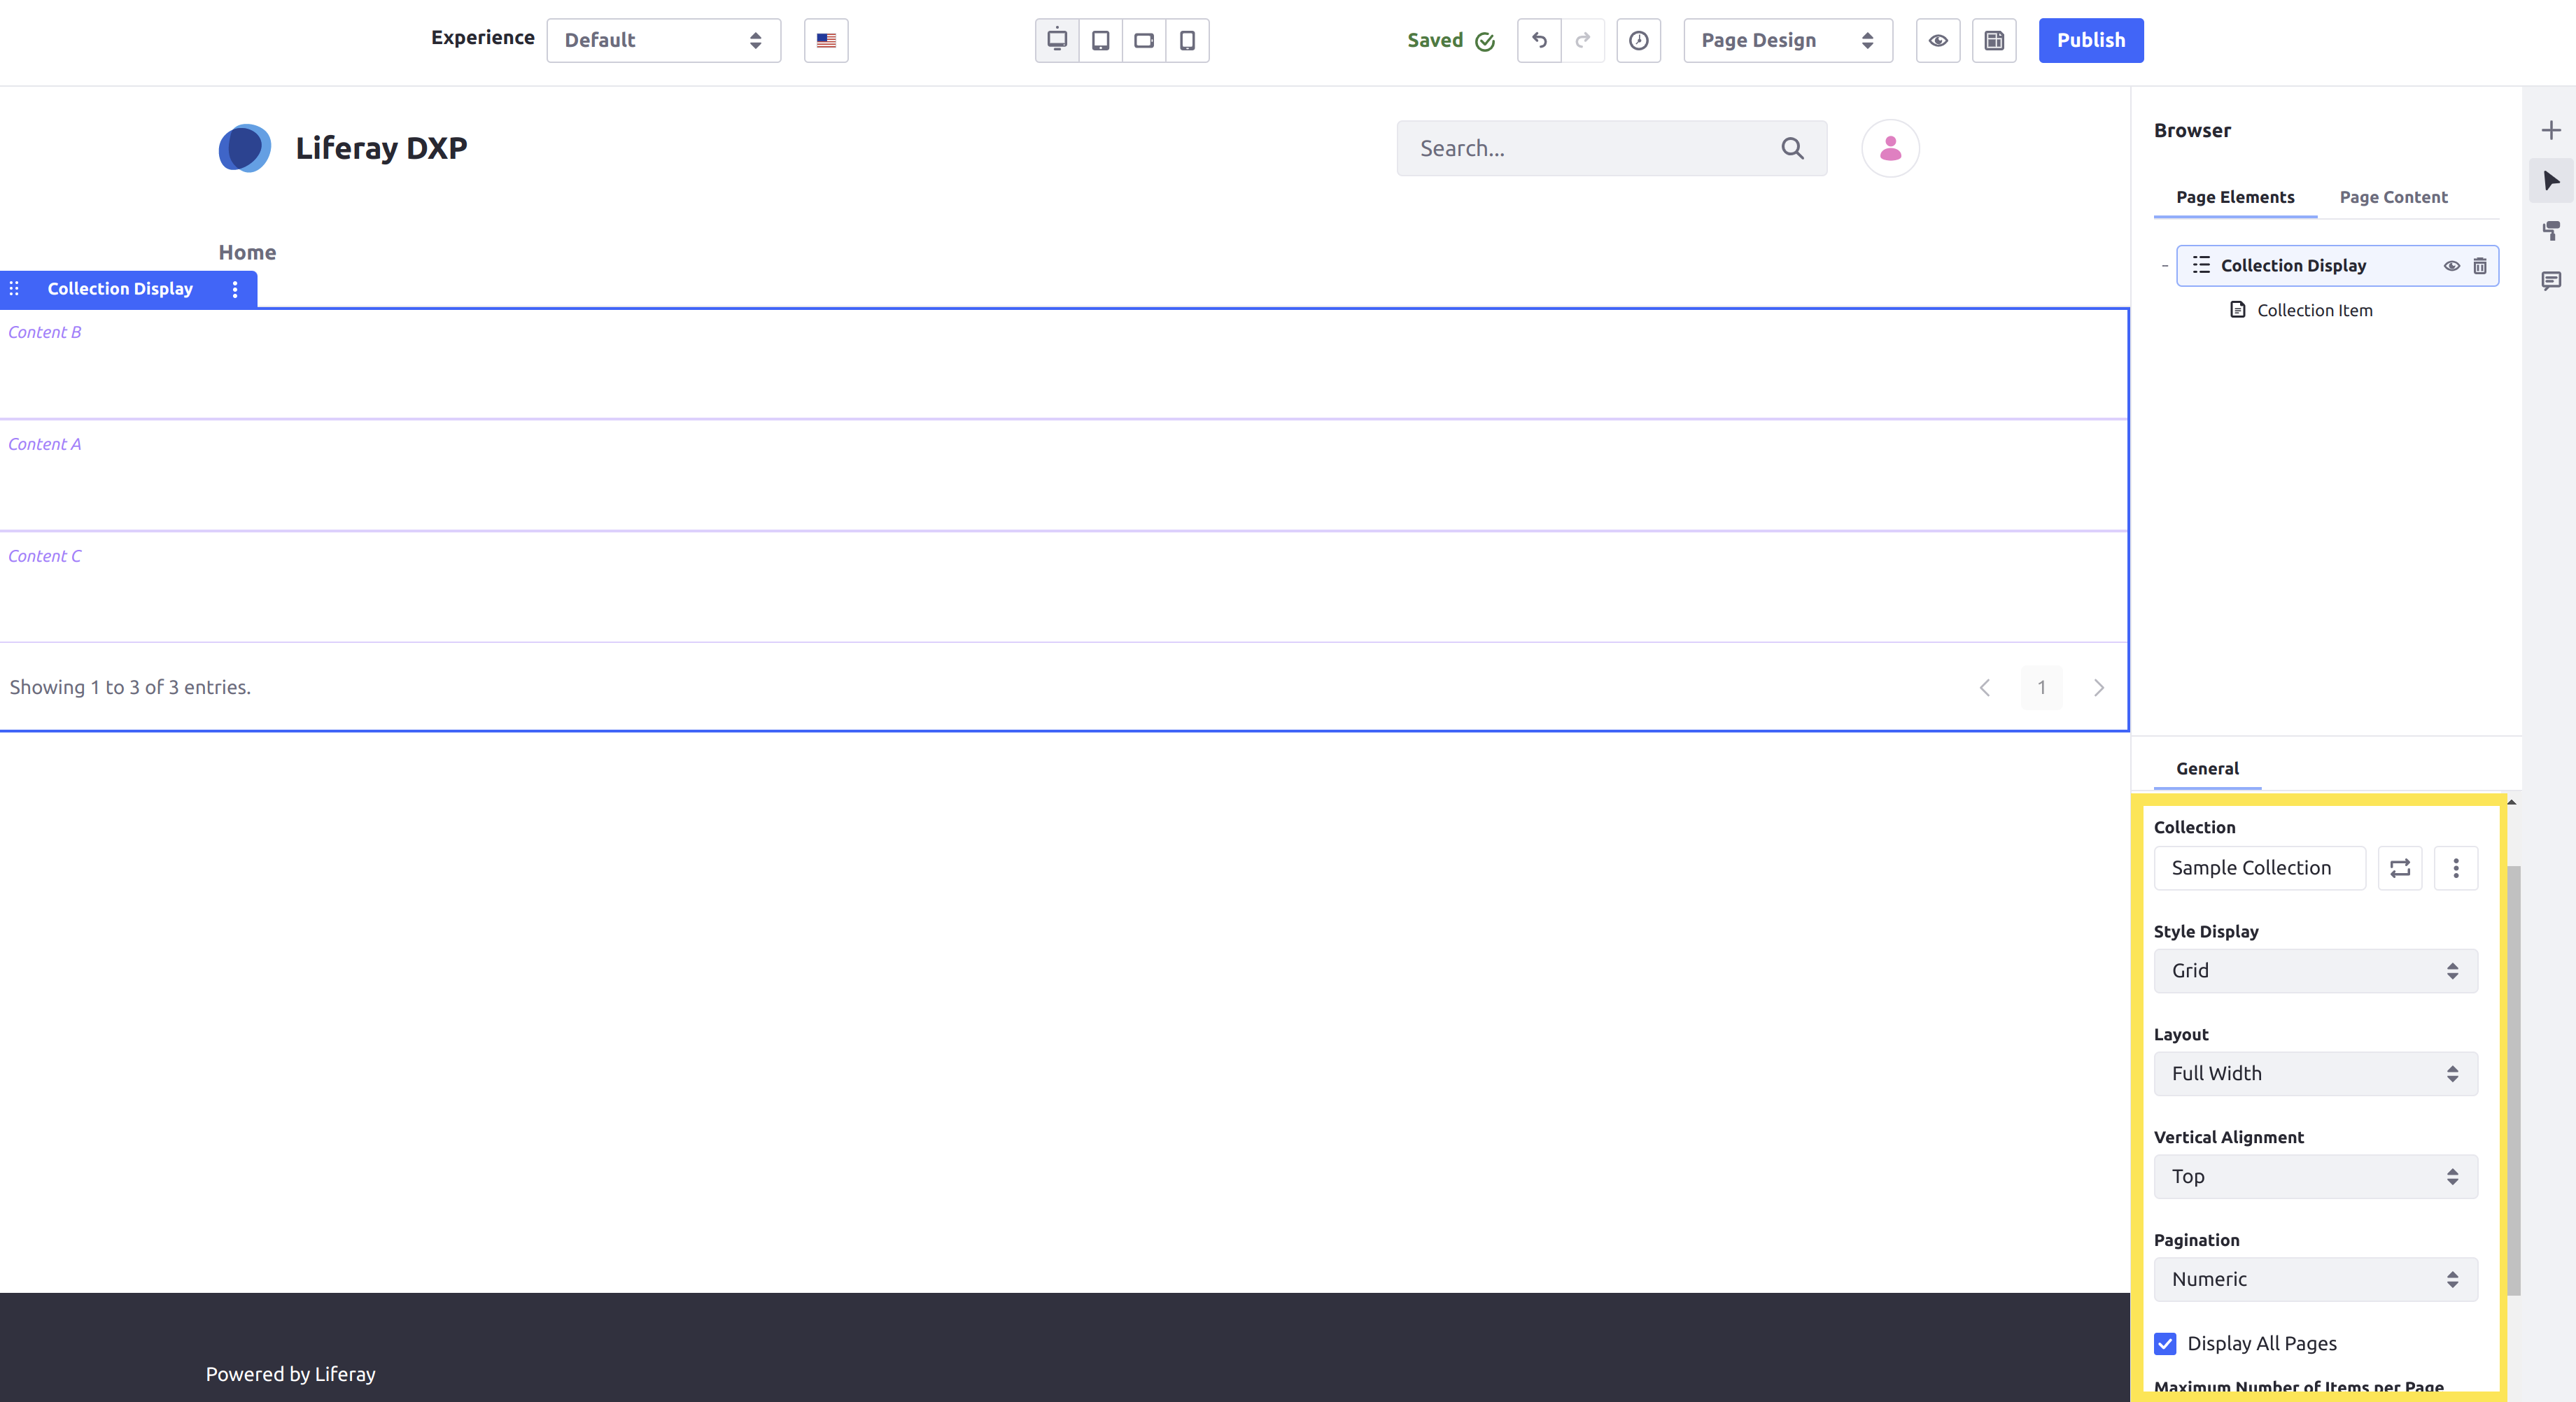 Experience
Default
Saved
Page Design
Publish
Liferay DXP
Search...
Home
Collection Display
Content B
Content A
Content C
Showing 1 to 3 of 3 entries.
1
Powered by Liferay
Browser
Page Elements
Page Content
- Collection Display
Collection Item
General
Collection
Sample Collection
Style Display
Grid
Layout
Full Width
Vertical Alignment
Top
Pagination
Numeric
Display All Pages
Maximum Number of Items per Page